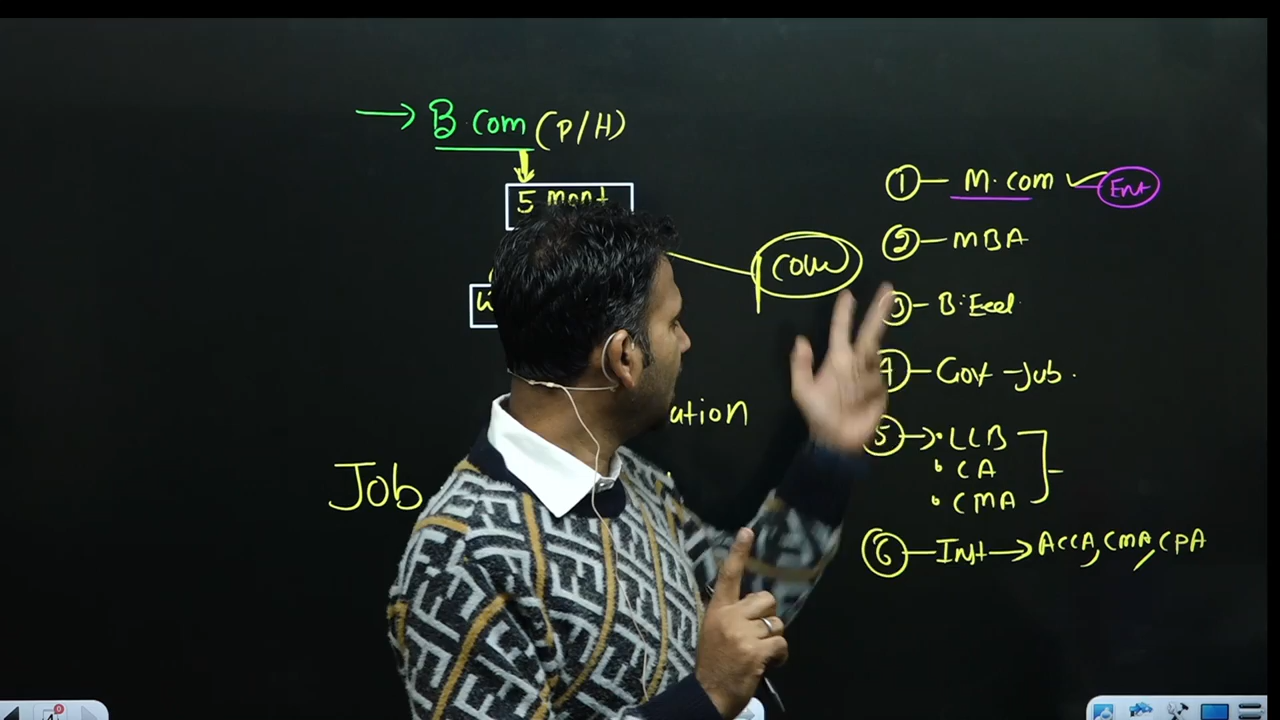 → B.com (P/H)
5 mont
cou
ation
Job
① — M.com ✓ — Ent
② — MBA
③ — B.Eed.
④ — Govt - Job.
⑤ → • LLB
• CA
• CMA
⑥ — Int → ACCA, CMA, CPA